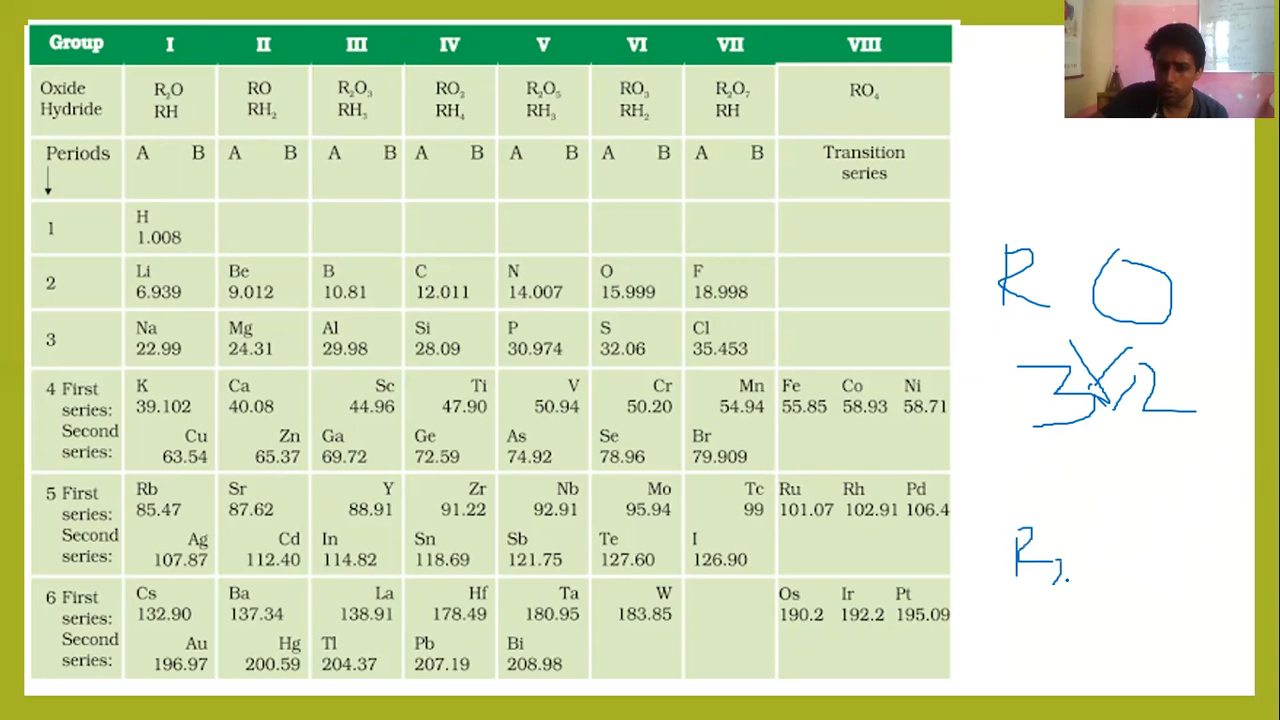 Group I II III IV V VI VII VIII
Oxide R₂O RO R₂O₃ RO₂ R₂O₅ RO₃ R₂O₇ RO₄
Hydride RH RH₂ RH₃ RH₄ RH₃ RH₂ RH
Periods A B A B A B A B A B A B A B Transition
↓ series
1 H
1.008
2 Li Be B C N O F
6.939 9.012 10.81 12.011 14.007 15.999 18.998
3 Na Mg Al Si P S Cl
22.99 24.31 29.98 28.09 30.974 32.06 35.453
4 First K Ca Sc Ti V Cr Mn Fe Co Ni
series: 39.102 40.08 44.96 47.90 50.94 50.20 54.94 55.85 58.93 58.71
Second Cu Zn Ga Ge As Se Br
series: 63.54 65.37 69.72 72.59 74.92 78.96 79.909
5 First Rb Sr Y Zr Nb Mo Tc Ru Rh Pd
series: 85.47 87.62 88.91 91.22 92.91 95.94 99 101.07 102.91 106.4
Second Ag Cd In Sn Sb Te I
series: 107.87 112.40 114.82 118.69 121.75 127.60 126.90
6 First Cs Ba La Hf Ta W Os Ir Pt
series: 132.90 137.34 138.91 178.49 180.95 183.85 190.2 192.2 195.09
Second Au Hg Tl Pb Bi
series: 196.97 200.59 204.37 207.19 208.98
R O
3 2
R